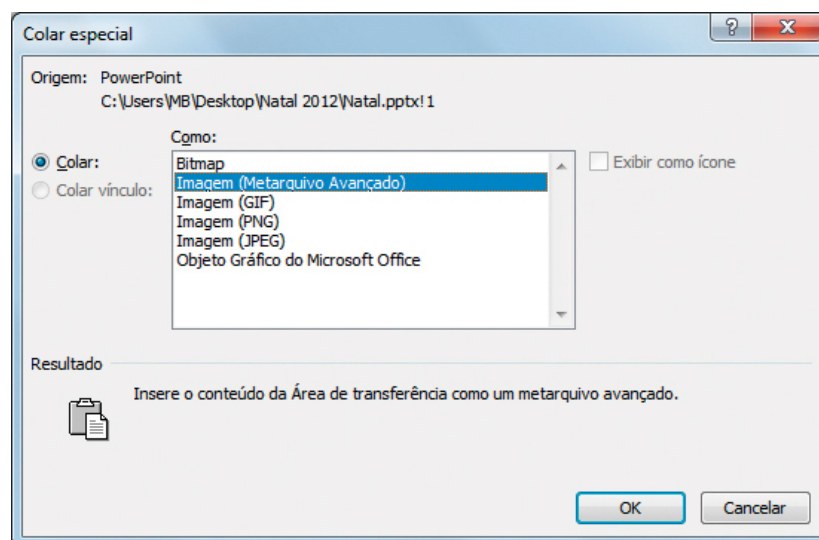 Colar especial
Origem: PowerPoint
C:\Users\MB\Desktop\Natal 2012\Natal.pptx!1
Como:
Colar:
Colar vínculo:
Bitmap
Imagem (Metarquivo Avançado)
Imagem (GIF)
Imagem (PNG)
Imagem (JPEG)
Objeto Gráfico do Microsoft Office
Exibir como ícone
Resultado
Insere o conteúdo da Área de transferência como um metarquivo avançado.
OK
Cancelar